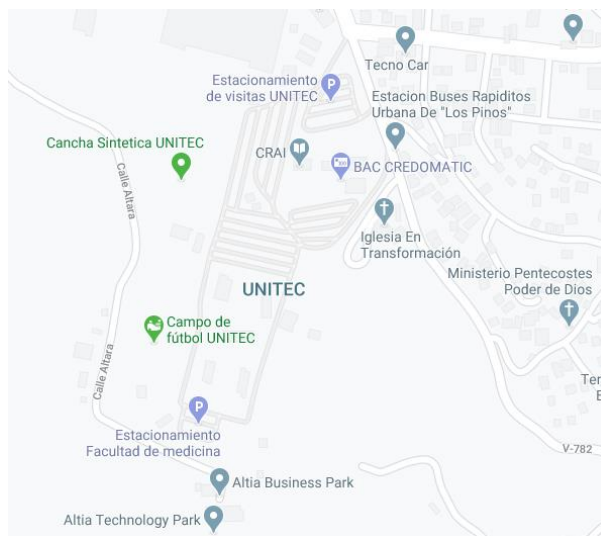 Tecno Car
Estacionamiento
de visitas UNITEC
P
Estacion Buses Rapiditos
Urbana De "Los Pinos"
Cancha Sintetica UNITEC
CRAI
BAC CREDOMATIC
Calle Altara
Iglesia En
Transformación
Ministerio Pentecostes
Poder de Dios
UNITEC
Campo de
fútbol UNITEC
Calle Altara
Ter
E
P
Estacionamiento
Facultad de medicina
V-782
Altia Business Park
Altia Technology Park